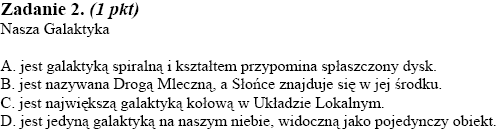 Zadanie 2. (1 pkt)
Nasza Galaktyka
A. jest galaktyką spiralną i kształtem przypomina spłaszczony dysk.
B. jest nazywana Drogą Mleczną, a Słońce znajduje się w jej środku.
C. jest największą galaktyką kołową w Układzie Lokalnym.
D. jest jedyną galaktyką na naszym niebie, widoczną jako pojedynczy obiekt.